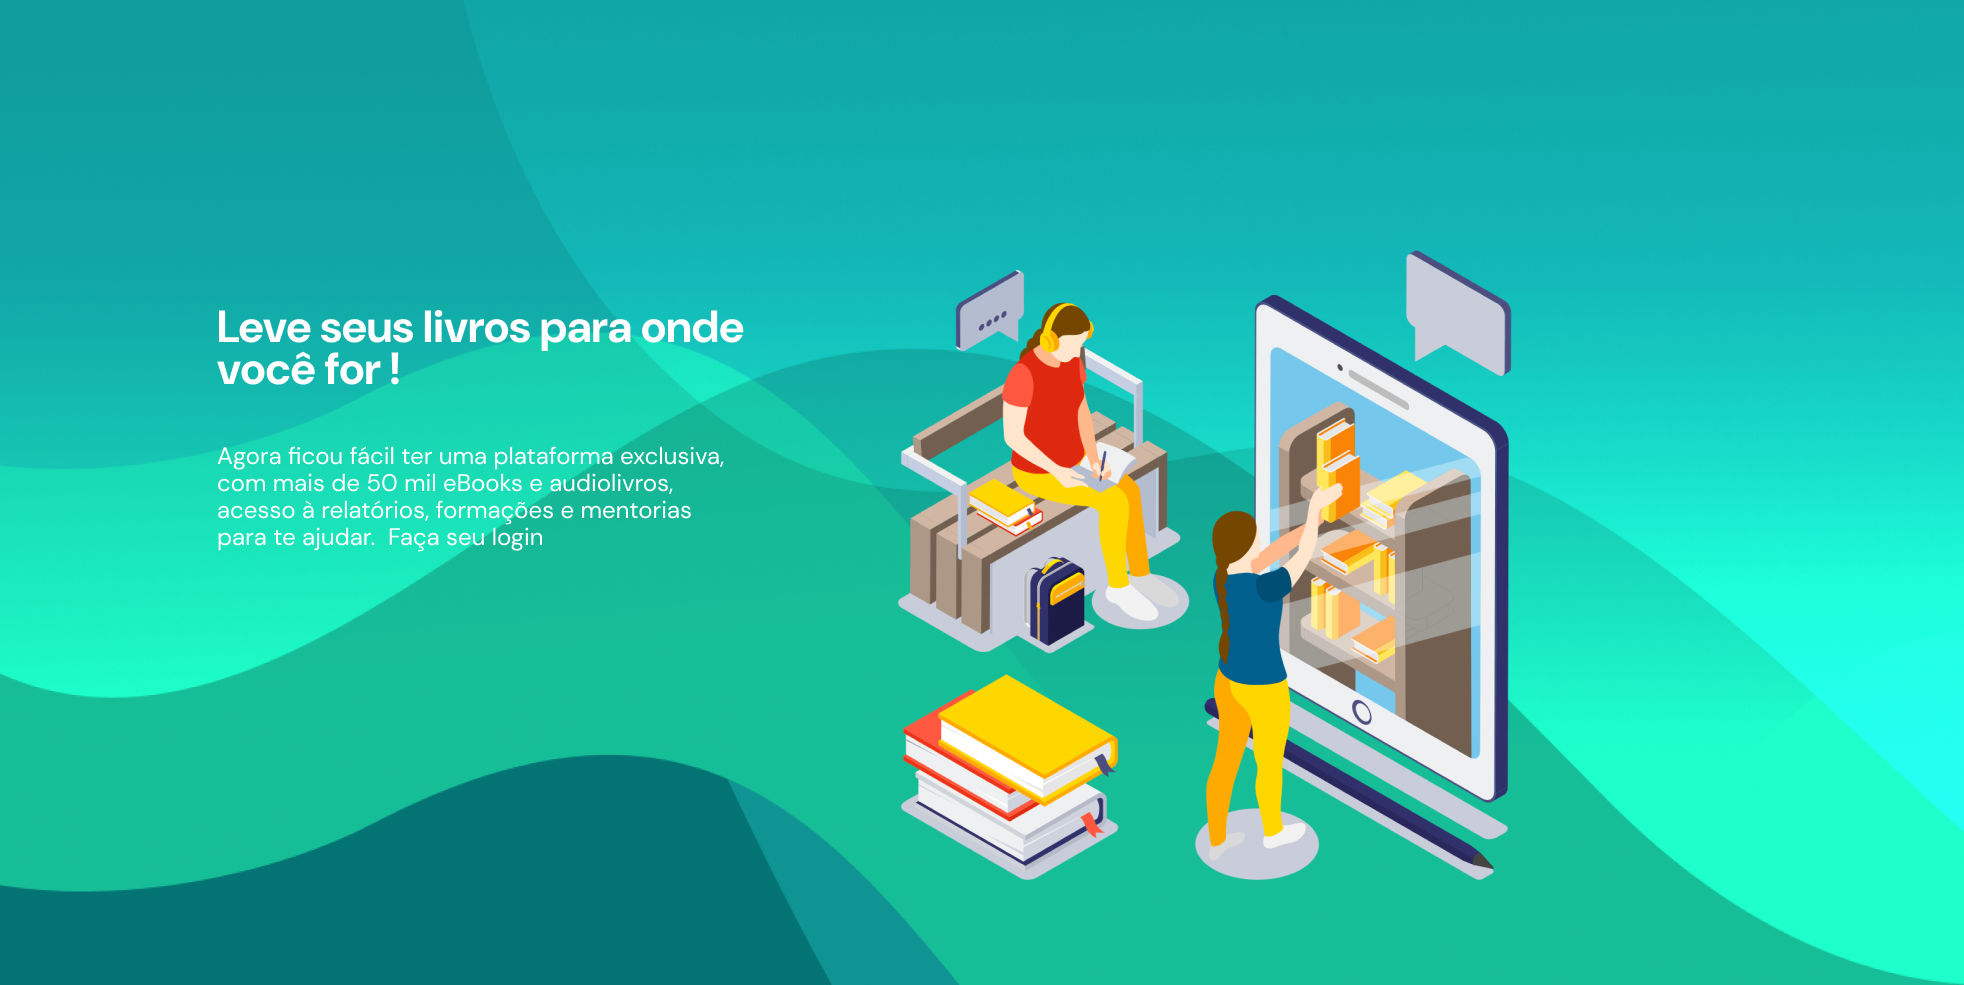 Leve seus livros para onde
você for !
Agora ficou fácil ter uma plataforma exclusiva,
com mais de 50 mil eBooks e audiolivros,
acesso à relatórios, formações e mentorias
para te ajudar.  Faça seu login